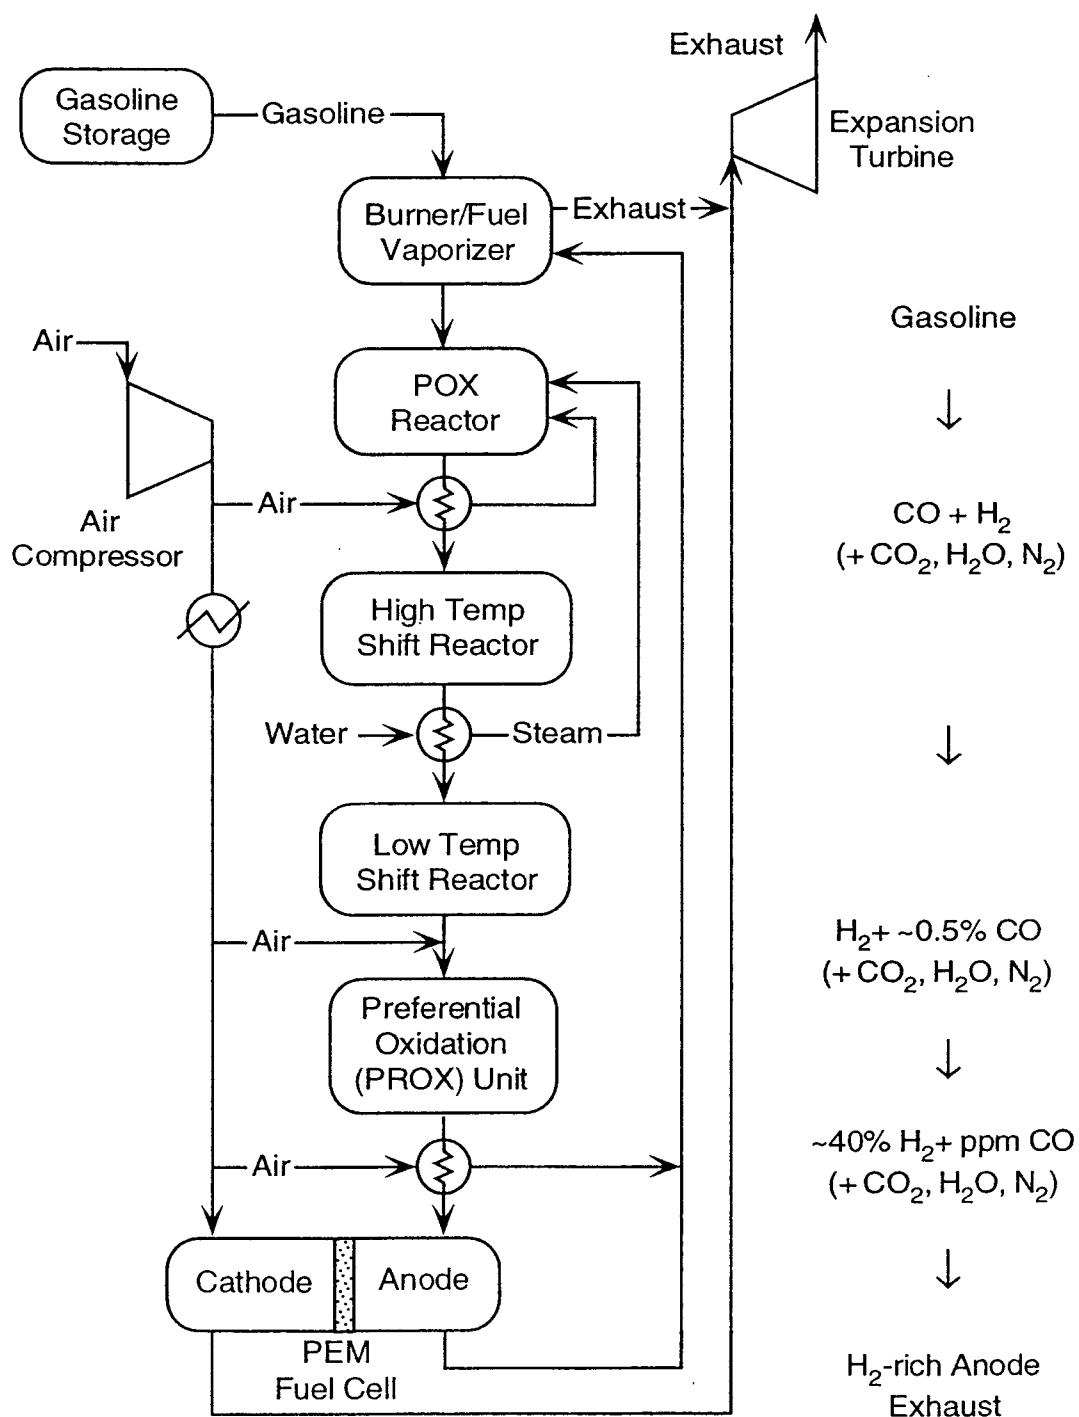 Exhaust
Gasoline
Storage
Gasoline
Expansion
Turbine
Burner/Fuel
Vaporizer
Exhaust
Gasoline
Air
POX
Reactor
Air
Air
Compressor
CO + H₂
(+ CO₂, H₂O, N₂)
High Temp
Shift Reactor
Water
Steam
Low Temp
Shift Reactor
Air
H₂+ ~0.5% CO
(+ CO₂, H₂O, N₂)
Preferential
Oxidation
(PROX) Unit
~40% H₂+ ppm CO
(+ CO₂, H₂O, N₂)
Air
Cathode
Anode
PEM
Fuel Cell
H₂-rich Anode
Exhaust